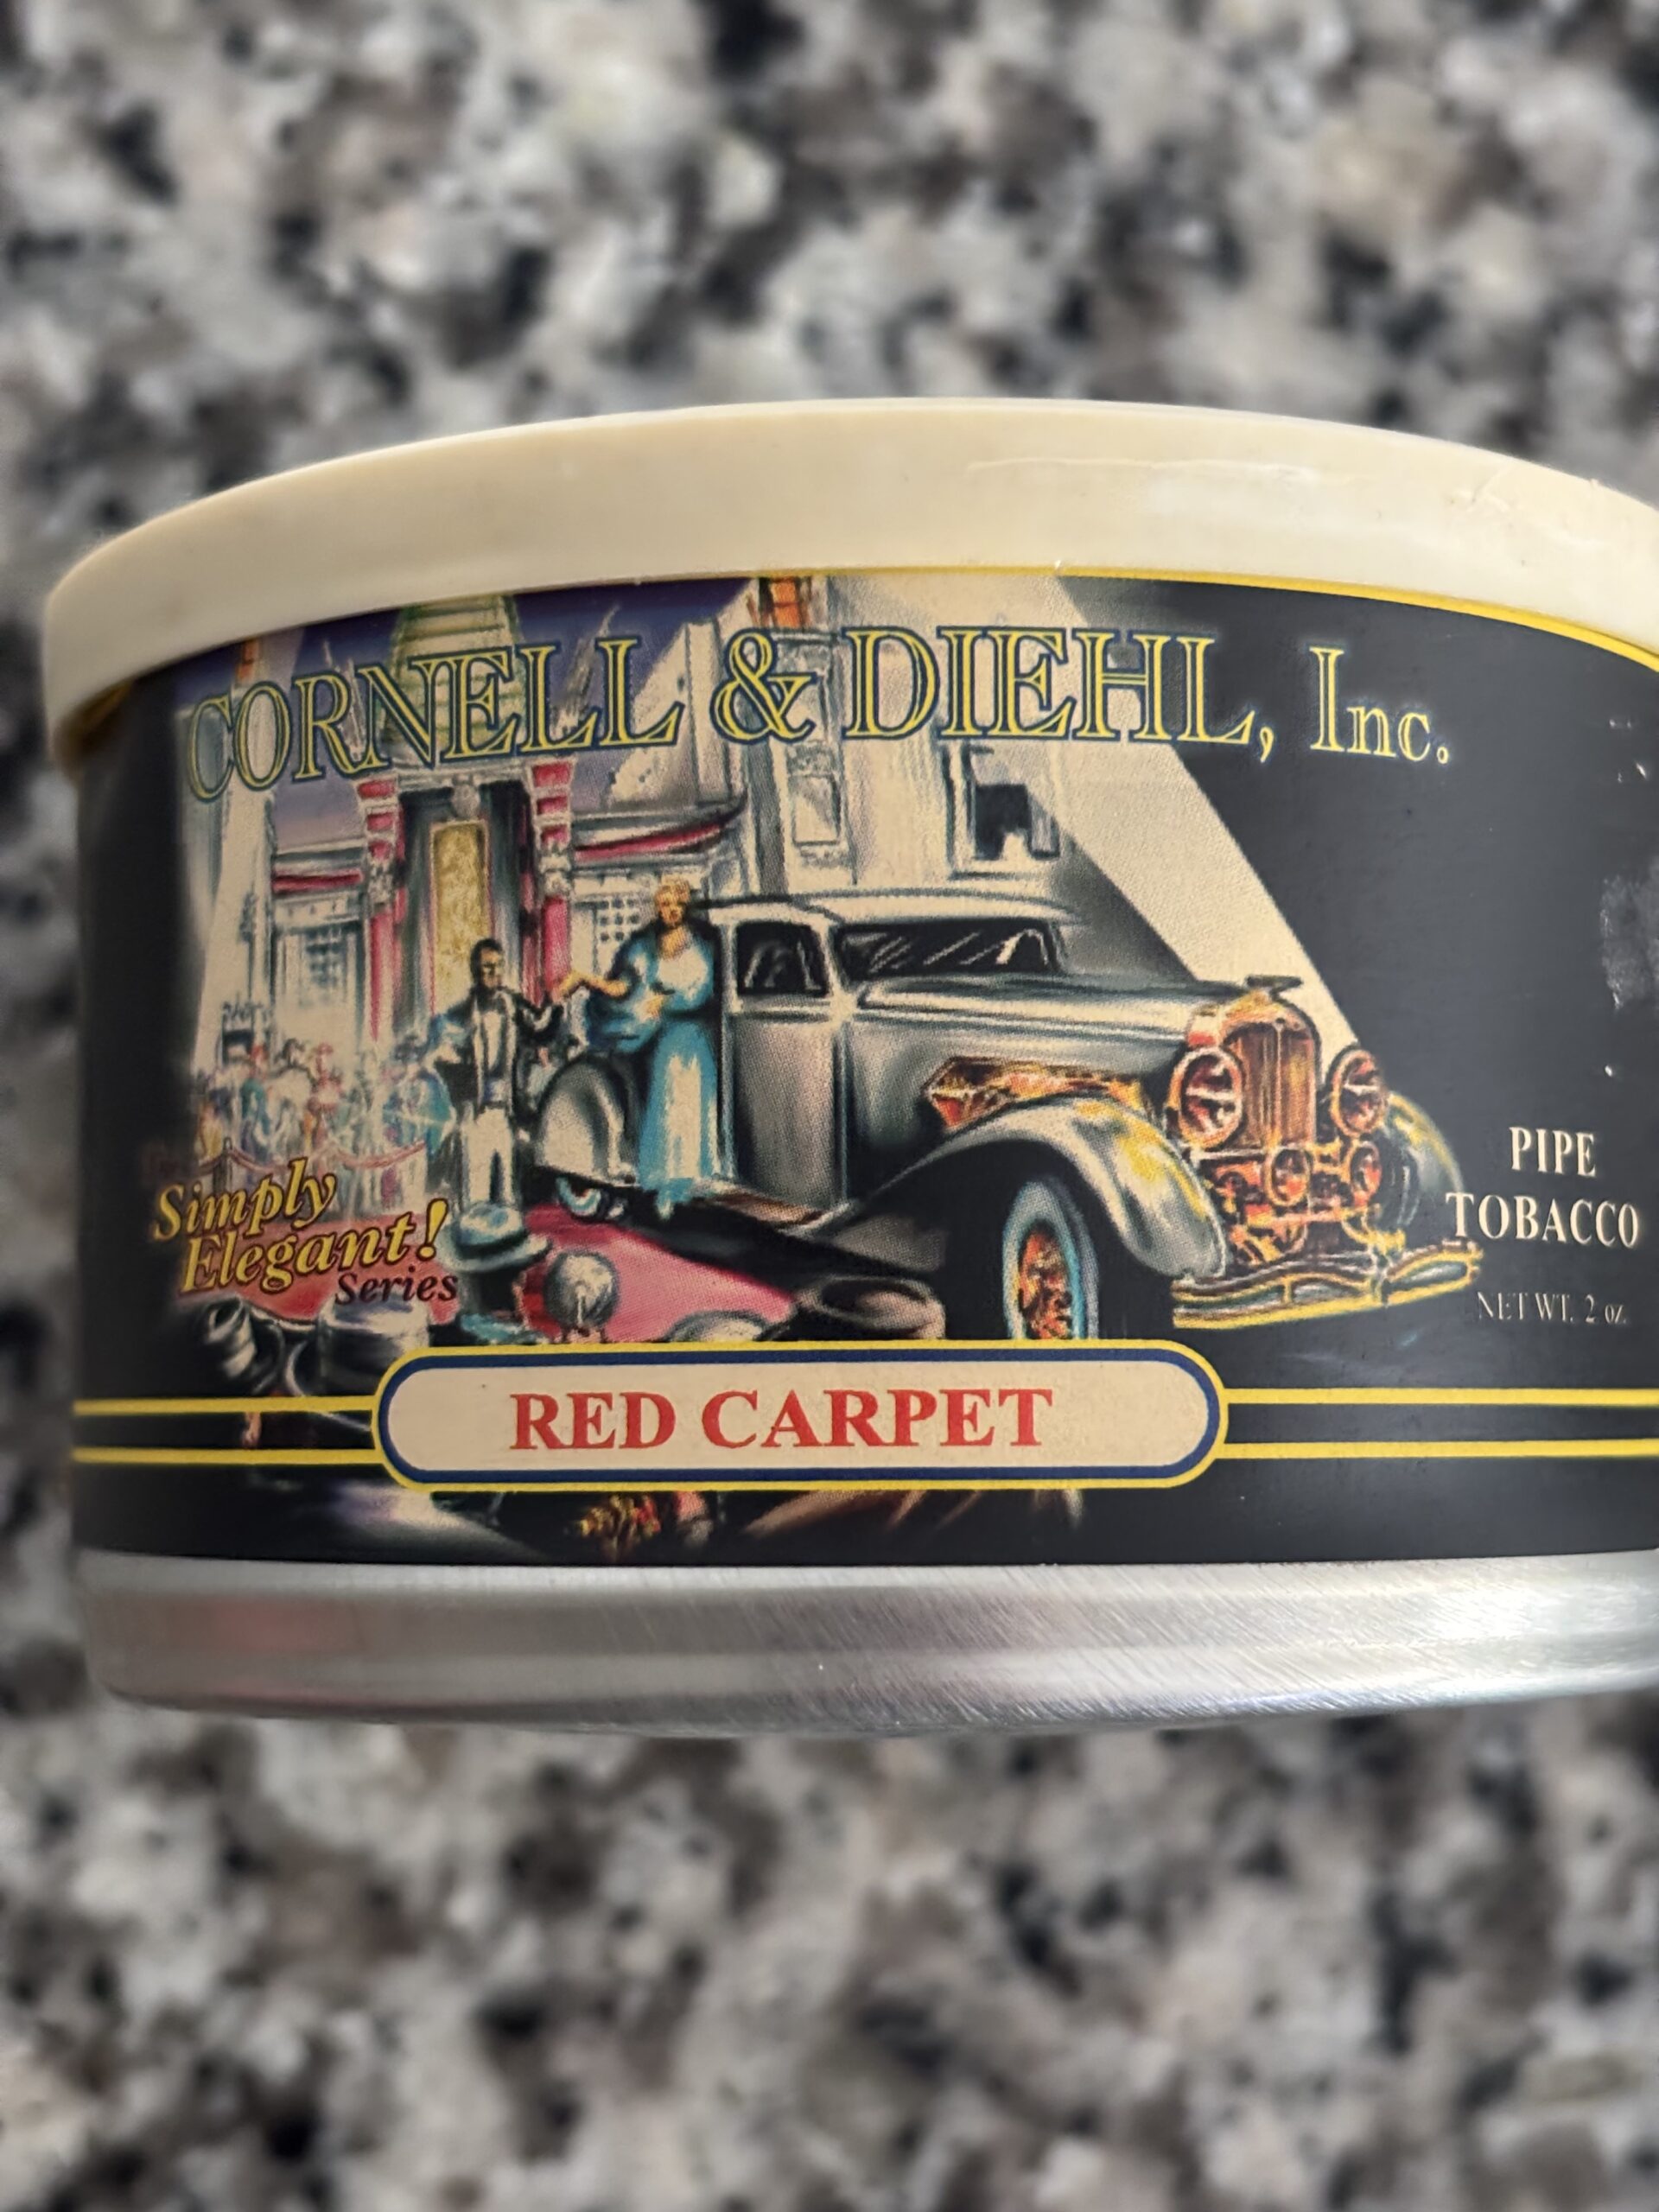 CORNELL & DIEHL, Inc.
Simply
Elegant!
Series
PIPE
TOBACCO
NET WT. 2 oz.
RED CARPET